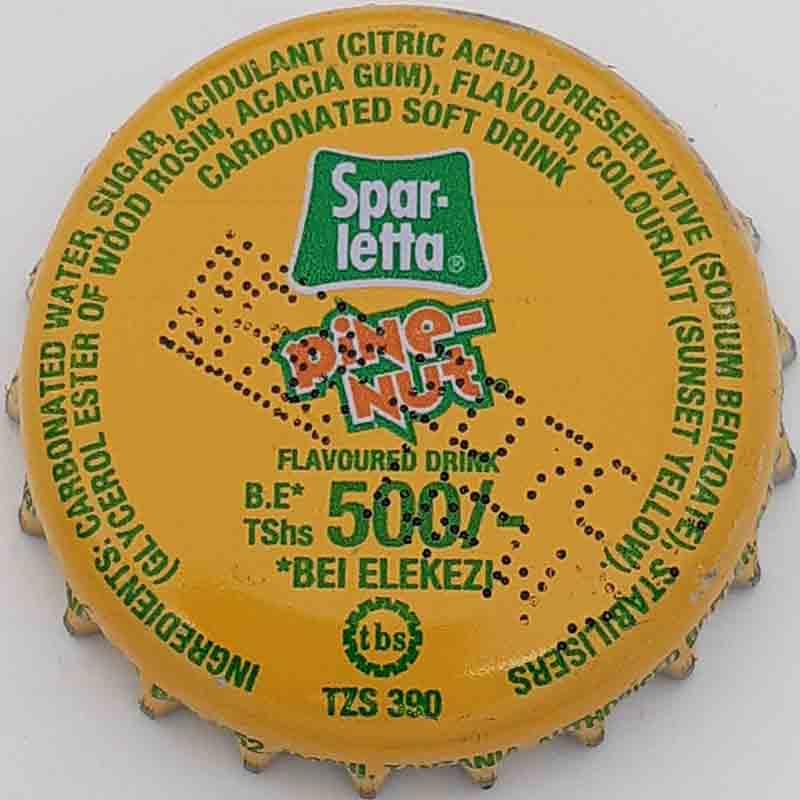 INGREDIENTS: CARBONATED WATER, SUGAR, ACIDULANT (CITRIC ACID), PRESERVATIVE (SODIUM BENZOATE), STABILISERS
(GLYCEROL ESTER OF WOOD ROSIN, ACACIA GUM), FLAVOUR, COLOURANT (SUNSET YELLOW).
CARBONATED SOFT DRINK
Spar-
letta®
PiNe-
NUT
FLAVOURED DRINK
B.E*
TShs 500/-
*BEI ELEKEZI
tbs
TZS 390